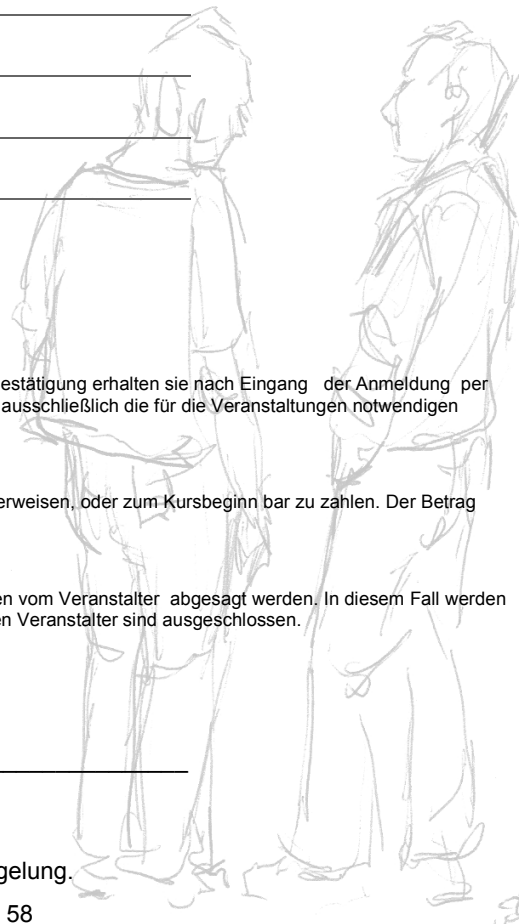 estätigung erhalten sie nach Eingang der Anmeldung per
ausschließlich die für die Veranstaltungen notwendigen
erweisen, oder zum Kursbeginn bar zu zahlen. Der Betrag
en vom Veranstalter abgesagt werden. In diesem Fall werden
en Veranstalter sind ausgeschlossen.
gelung.
58